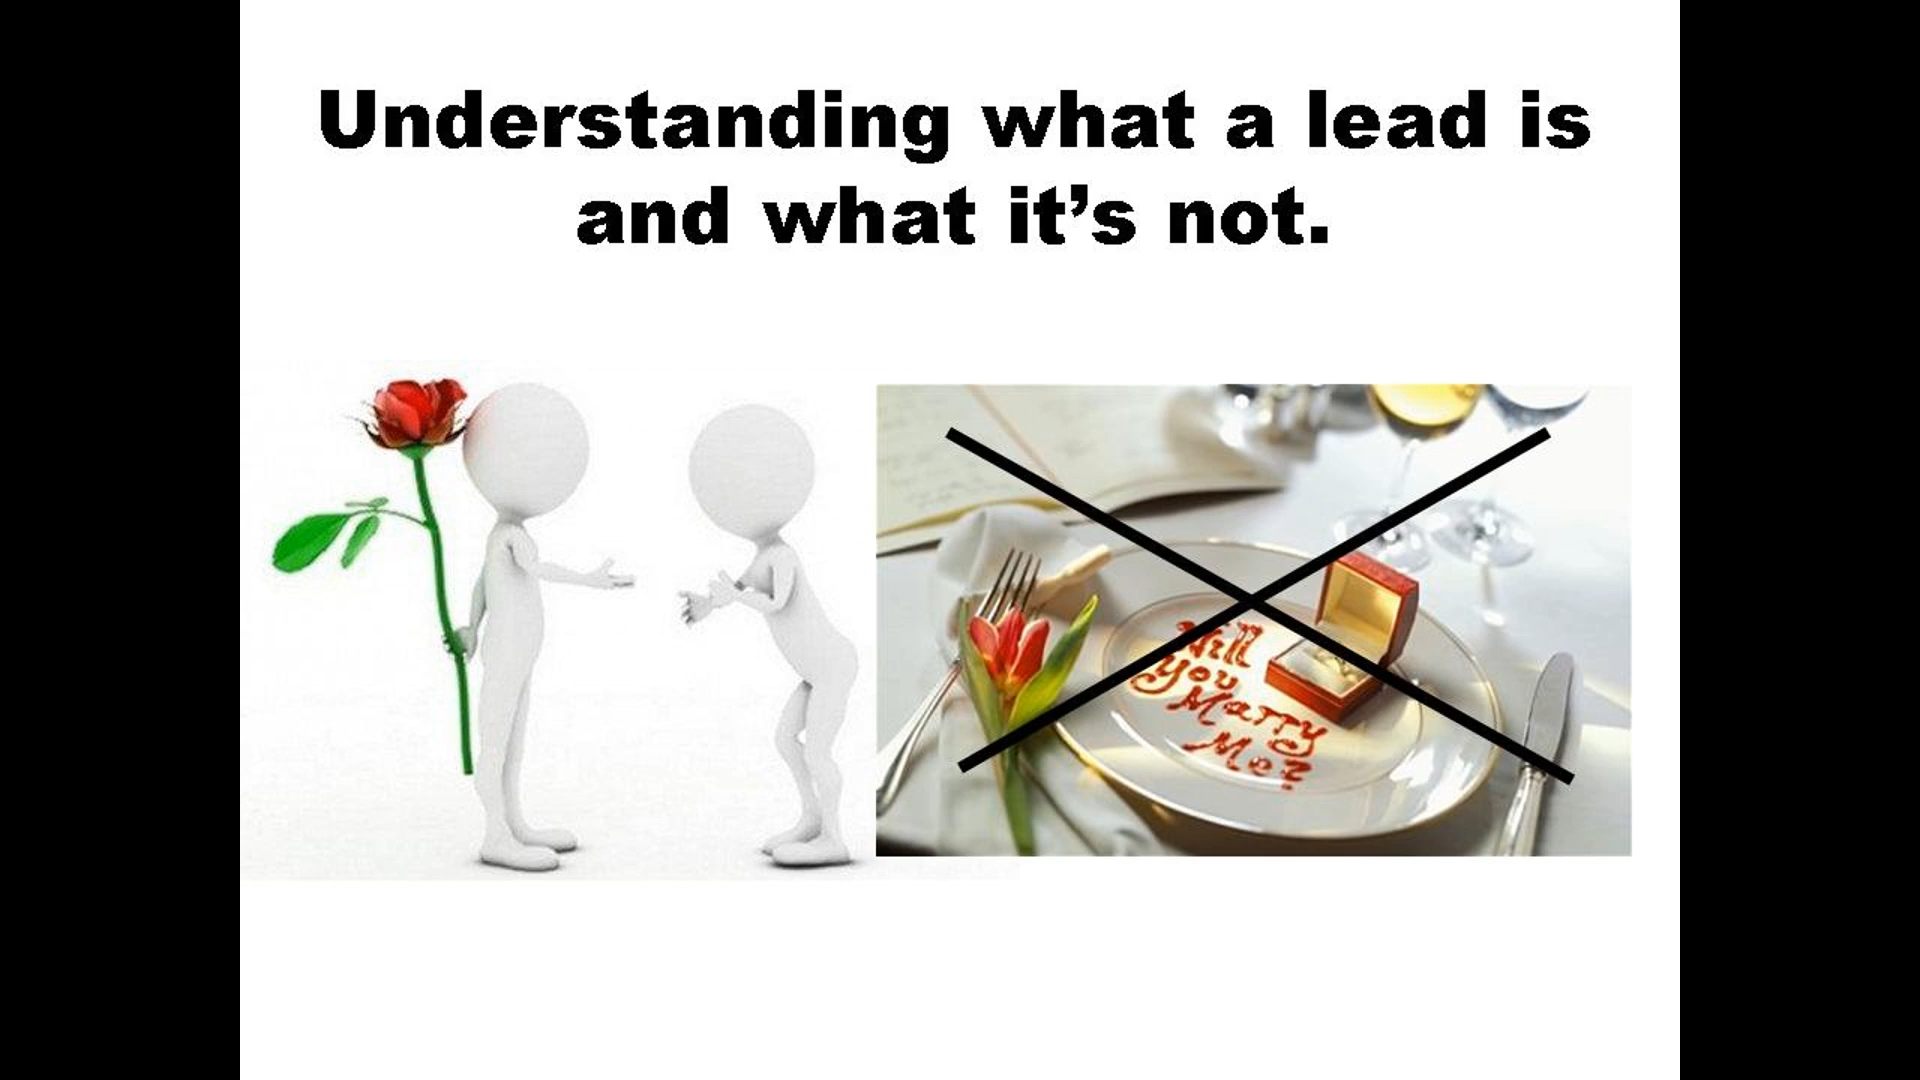 Understanding what a lead is
and what it’s not.
Will
you
Marry
Me?